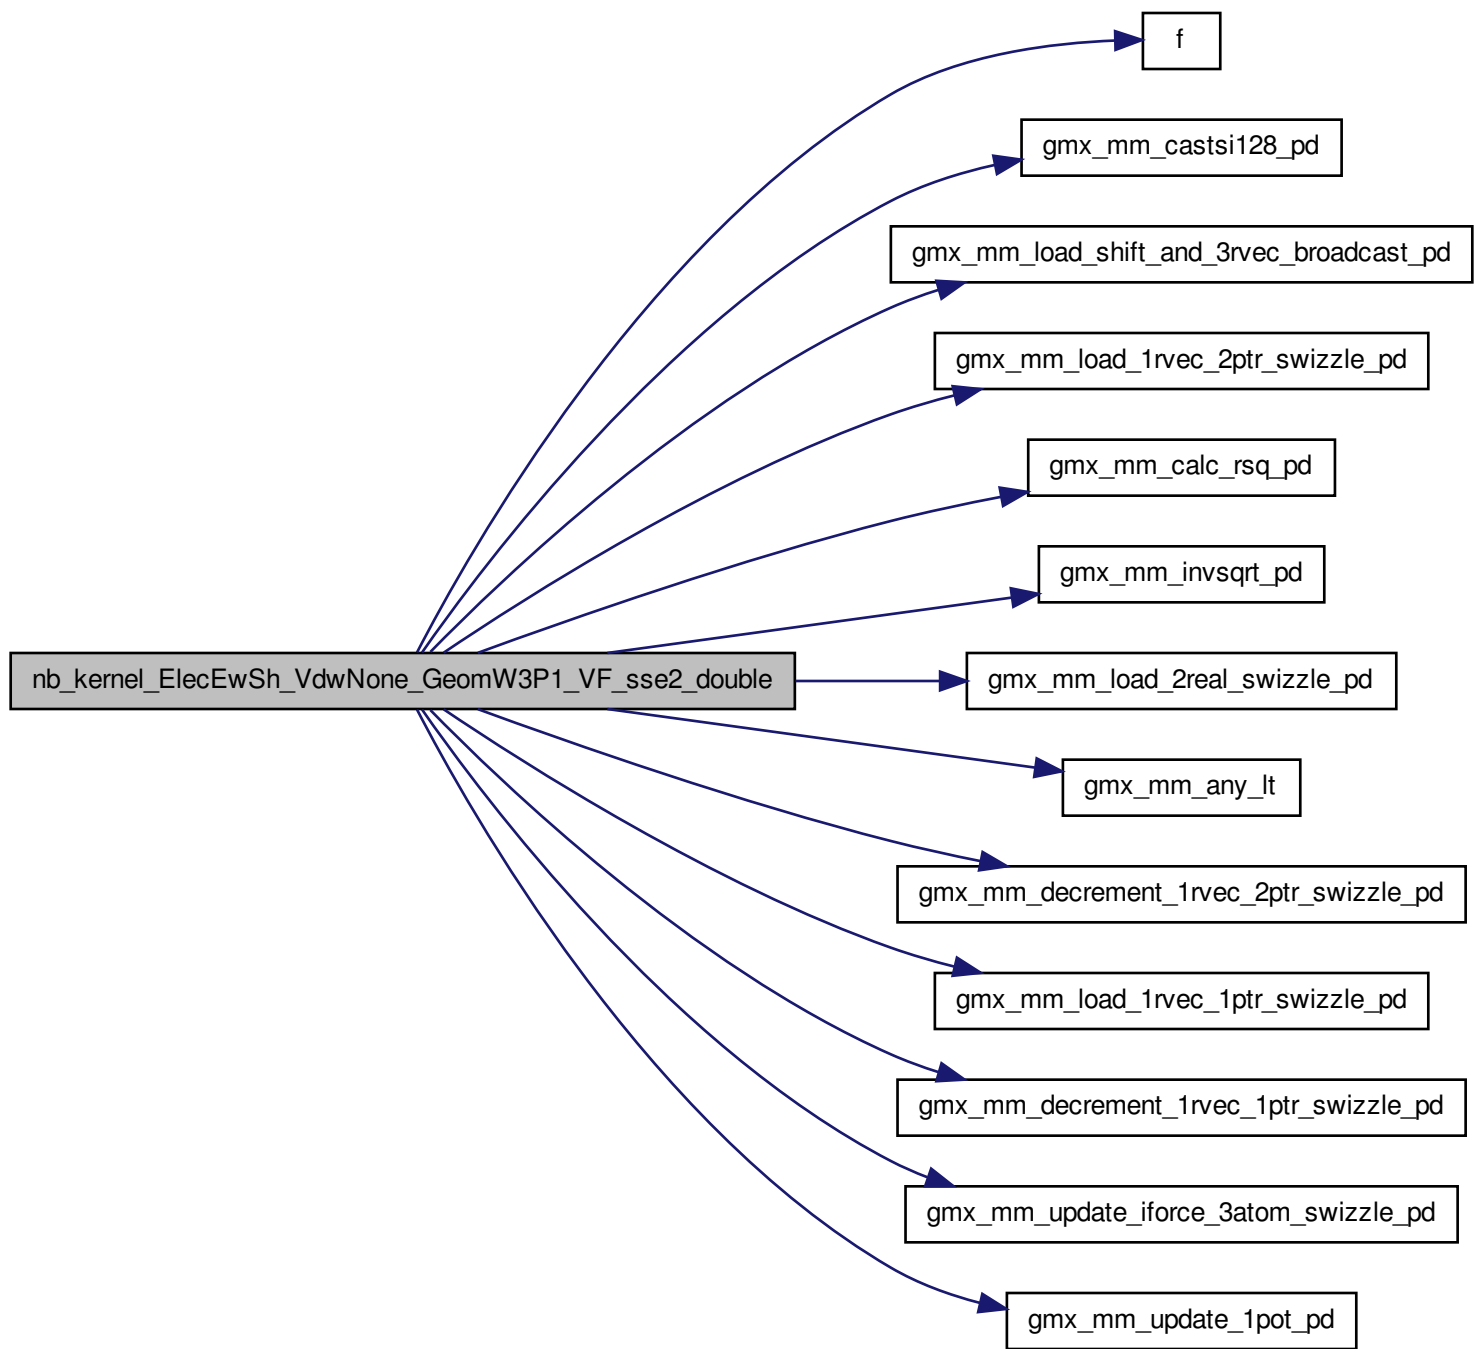 f
gmx_mm_castsi128_pd
gmx_mm_load_shift_and_3rvec_broadcast_pd
gmx_mm_load_1rvec_2ptr_swizzle_pd
gmx_mm_calc_rsq_pd
gmx_mm_invsqrt_pd
nb_kernel_ElecEwSh_VdwNone_GeomW3P1_VF_sse2_double
gmx_mm_load_2real_swizzle_pd
gmx_mm_any_lt
gmx_mm_decrement_1rvec_2ptr_swizzle_pd
gmx_mm_load_1rvec_1ptr_swizzle_pd
gmx_mm_decrement_1rvec_1ptr_swizzle_pd
gmx_mm_update_iforce_3atom_swizzle_pd
gmx_mm_update_1pot_pd